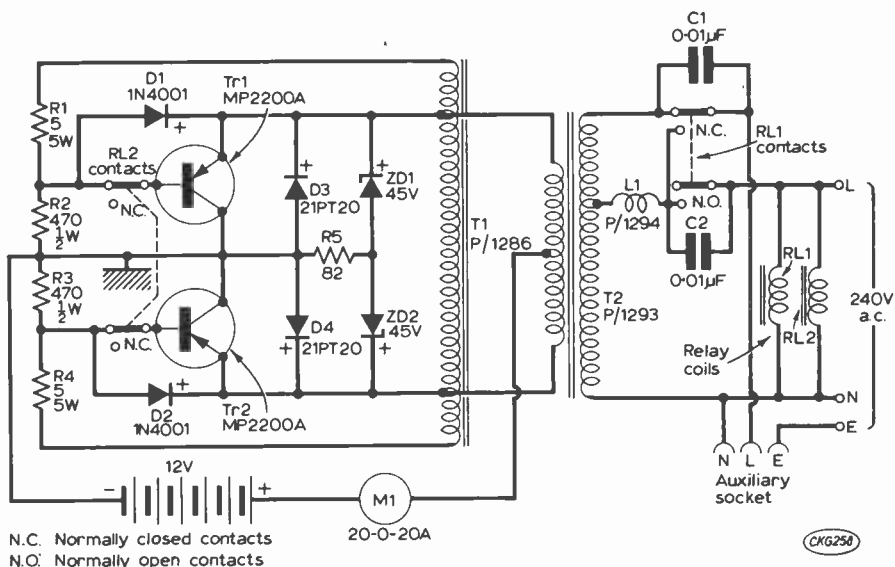 C1
0·01µF
D1
1N4001
+
Tr1
MP2200A
R1
5
5W
RL2
contacts
N.C.
N.C.
RL1
contacts
D3
21PT20
+
ZD1
45V
+
L1
P/1294
N.O.
L
R2
470
½W
T1
P/1286
R5
82
C2
0·01µF
R3
470
½W
RL1
T2
P/1293
240V
a.c.
N.C.
D4
21PT20
+
ZD2
45V
+
RL2
Relay
coils
R4
5
5W
D2
1N4001
+
Tr2
MP2200A
N
E
N L E
Auxiliary
socket
12V
-
+
M1
20-0-20A
N.C. Normally closed contacts
N.O. Normally open contacts
CKG258